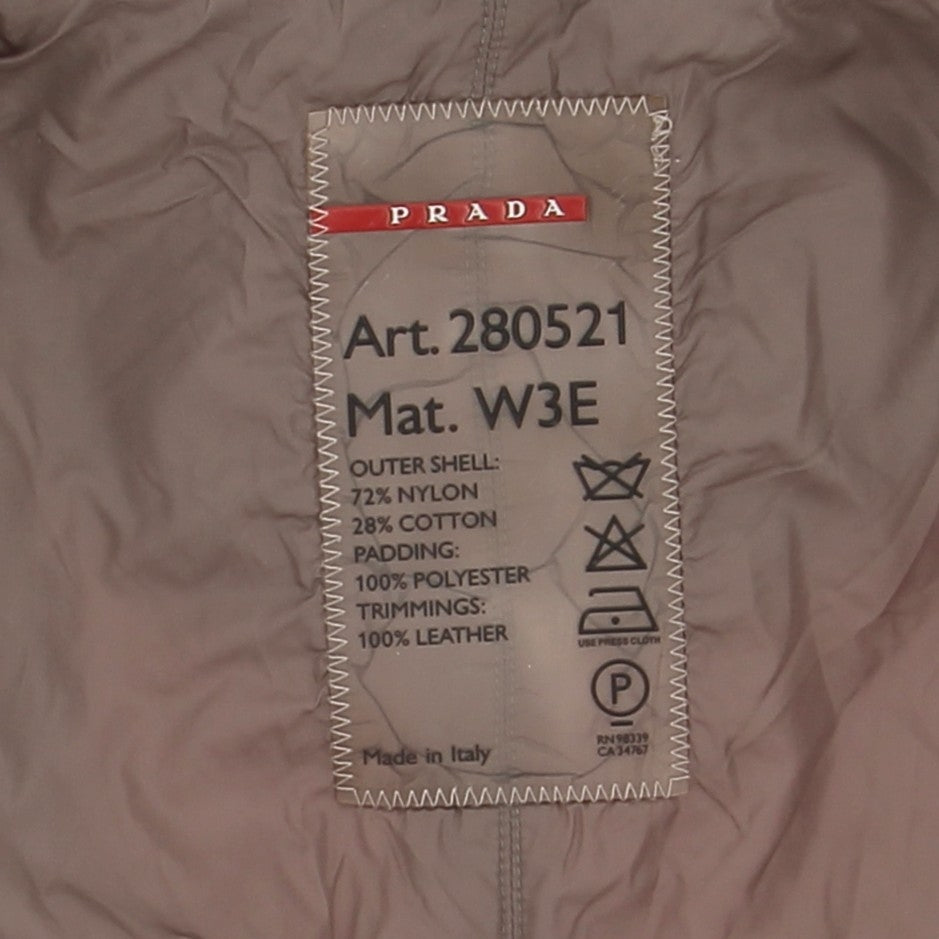 PRADA
Art. 280521
Mat. W3E
OUTER SHELL:
72% NYLON
28% COTTON
PADDING:
100% POLYESTER
TRIMMINGS:
100% LEATHER
USE PRESS CLOTH
P
RN 98339
CA 34767
Made in Italy